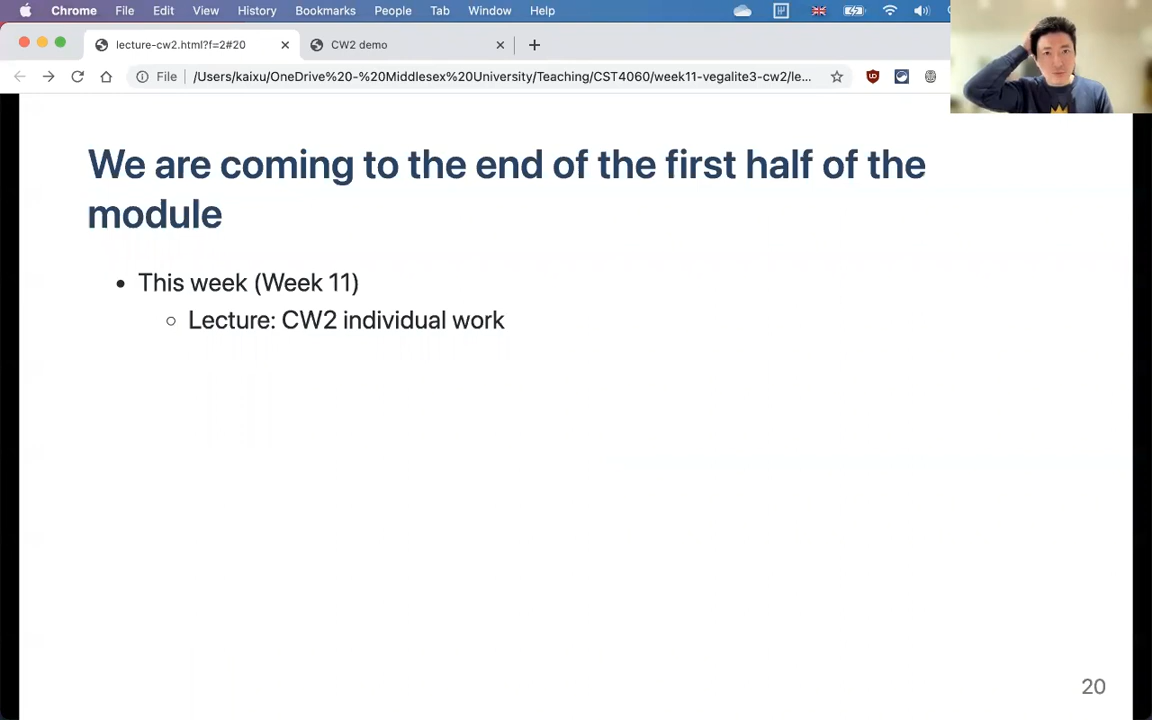 Chrome File Edit View History Bookmarks People Tab Window Help
lecture-cw2.html?f=2#20
CW2 demo
File /Users/kaixu/OneDrive%20-%20Middlesex%20University/Teaching/CST4060/week11-vegalite3-cw2/le...
We are coming to the end of the first half of the
module
This week (Week 11)
Lecture: CW2 individual work
20